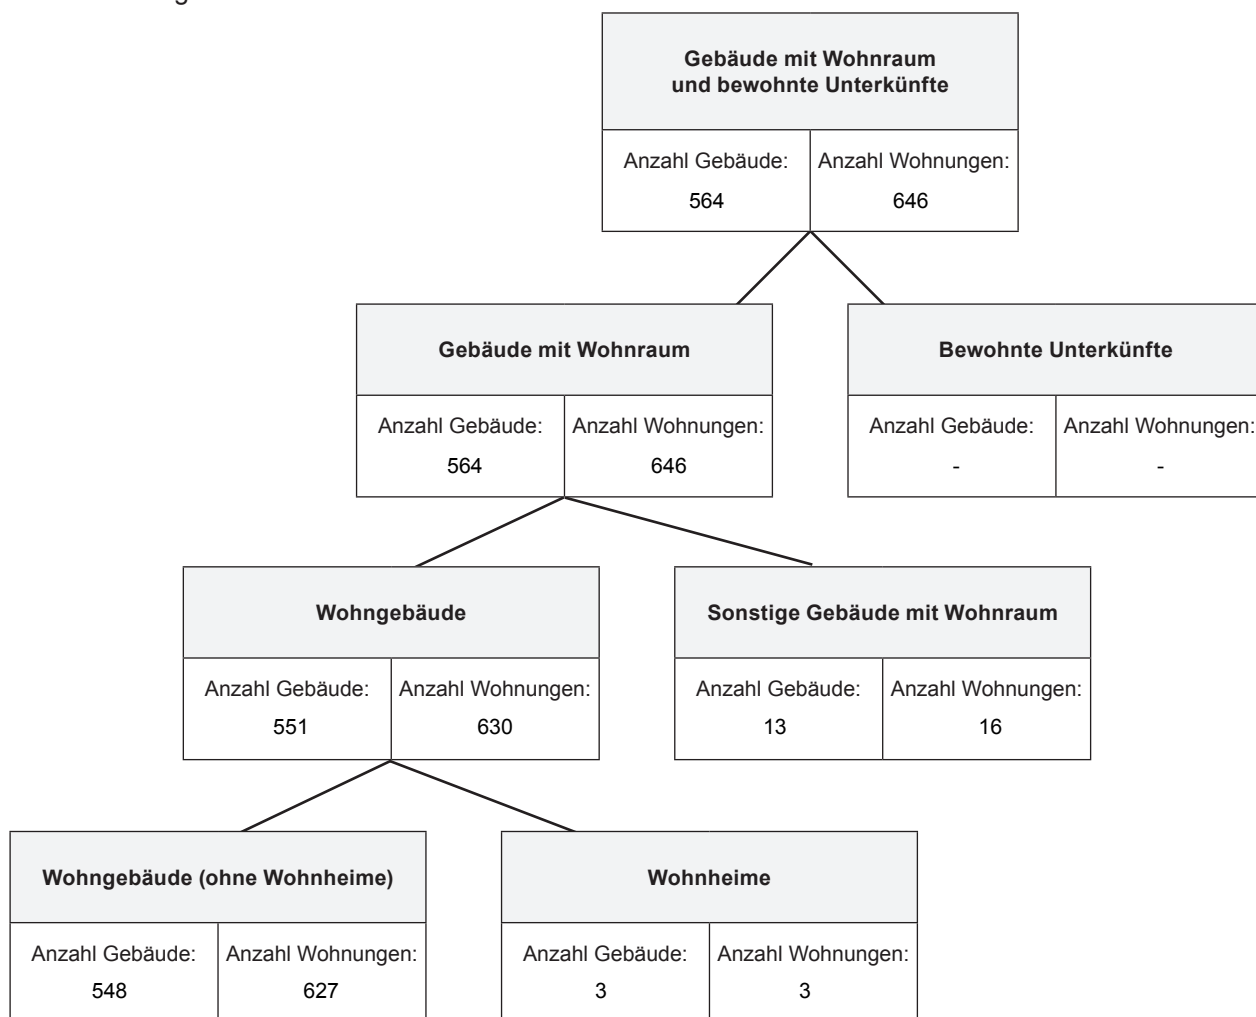 Gebäude mit Wohnraum
und bewohnte Unterkünfte
Anzahl Gebäude: Anzahl Wohnungen:
564 646
Gebäude mit Wohnraum
Anzahl Gebäude: Anzahl Wohnungen:
564 646
Bewohnte Unterkünfte
Anzahl Gebäude: Anzahl Wohnungen:
- -
Wohngebäude
Anzahl Gebäude: Anzahl Wohnungen:
551 630
Sonstige Gebäude mit Wohnraum
Anzahl Gebäude: Anzahl Wohnungen:
13 16
Wohngebäude (ohne Wohnheime)
Anzahl Gebäude: Anzahl Wohnungen:
548 627
Wohnheime
Anzahl Gebäude: Anzahl Wohnungen:
3 3